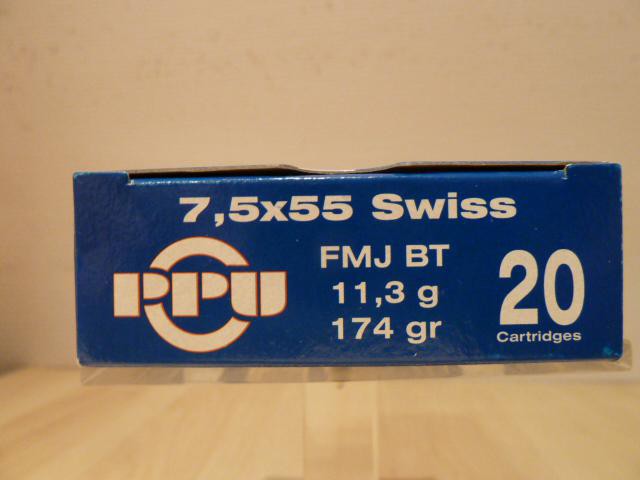 7,5x55 Swiss
PPU
FMJ BT
11,3 g
174 gr
20
Cartridges